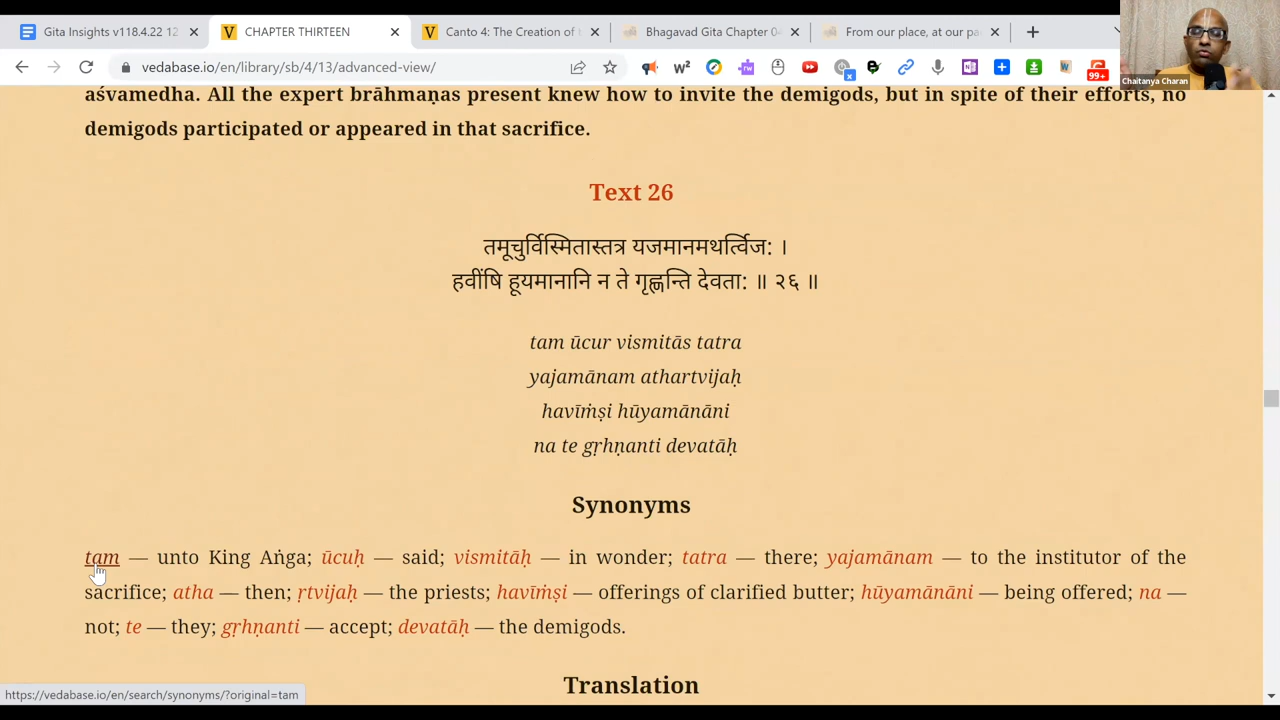 Gita Insights v118.4.22 12
CHAPTER THIRTEEN
Canto 4: The Creation of t
Bhagavad Gita Chapter 04
From our place, at our pa
vedabase.io/en/library/sb/4/13/advanced-view/
99+
Chaitanya Charan
aśvamedha. All the expert brāhmaṇas present knew how to invite the demigods, but in spite of their efforts, no
demigods participated or appeared in that sacrifice.
Text 26
तमूचुर्विस्मितास्तत्र यजमानमथर्त्विज: ।
हवींषि हूयमानानि न ते गृह्णन्ति देवता: ॥ २६ ॥
tam ūcur vismitās tatra
yajamānam athartvijaḥ
havīṁṣi hūyamānāni
na te gṛhṇanti devatāḥ
Synonyms
tam — unto King Aṅga; ūcuḥ — said; vismitāḥ — in wonder; tatra — there; yajamānam — to the institutor of the
sacrifice; atha — then; ṛtvijaḥ — the priests; havīṁṣi — offerings of clarified butter; hūyamānāni — being offered; na —
not; te — they; gṛhṇanti — accept; devatāḥ — the demigods.
Translation
https://vedabase.io/en/search/synonyms/?original=tam